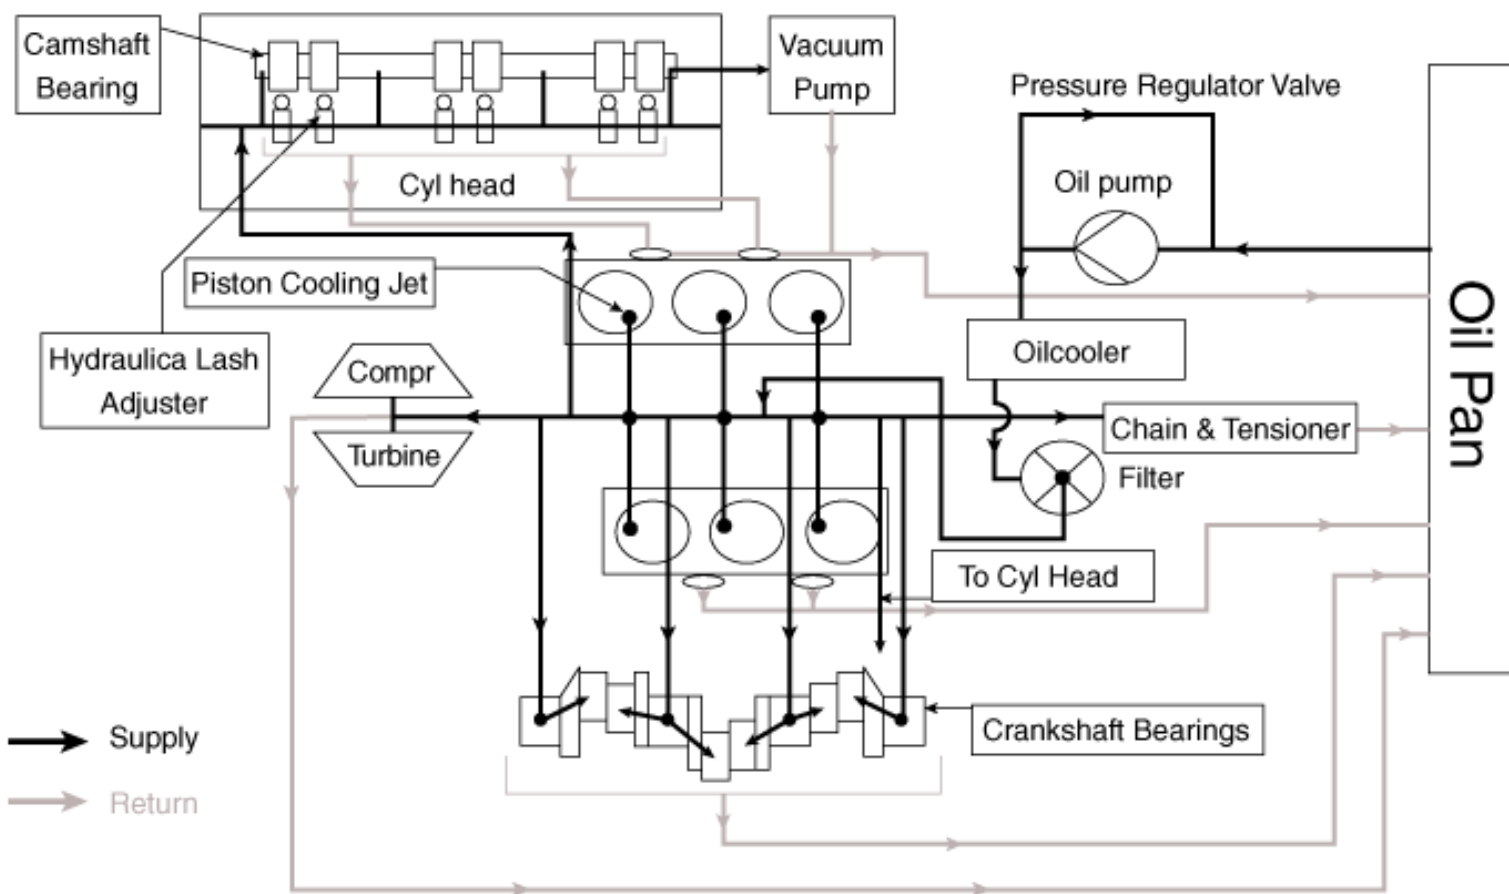 Camshaft
Bearing
Vacuum
Pump
Pressure Regulator Valve
Oil pump
Cyl head
Piston Cooling Jet
Hydraulica Lash
Adjuster
Compr
Turbine
Oilcooler
Chain & Tensioner
Filter
Oil Pan
To Cyl Head
Crankshaft Bearings
Supply
Return